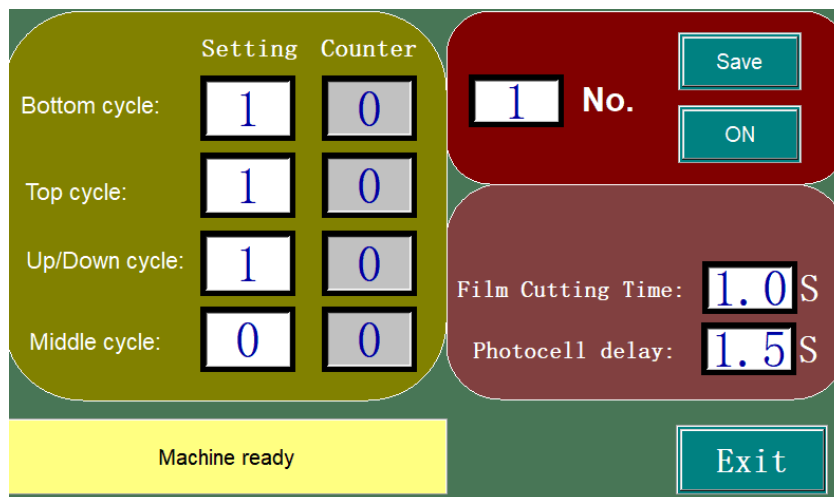 Setting Counter
Bottom cycle: 1 0
Top cycle: 1 0
Up/Down cycle: 1 0
Middle cycle: 0 0
Machine ready
1 No.
Save
ON
Film Cutting Time: 1.0 S
Photocell delay: 1.5 S
Exit